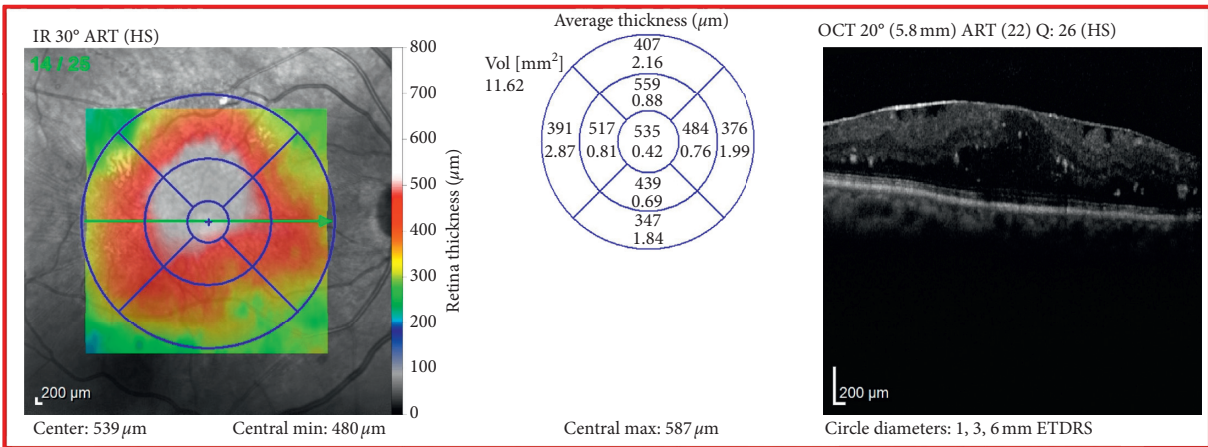 IR 30° ART (HS)
14 / 25
800
700
600
500
400
300
200
100
0
Retina thickness (µm)
200 µm
Center: 539 µm
Central min: 480 µm
Average thickness (µm)
Vol [mm²]
11.62
407
2.16
559
0.88
391
2.87
517
0.81
535
0.42
484
0.76
376
1.99
439
0.69
347
1.84
Central max: 587 µm
OCT 20° (5.8 mm) ART (22) Q: 26 (HS)
200 µm
Circle diameters: 1, 3, 6 mm ETDRS